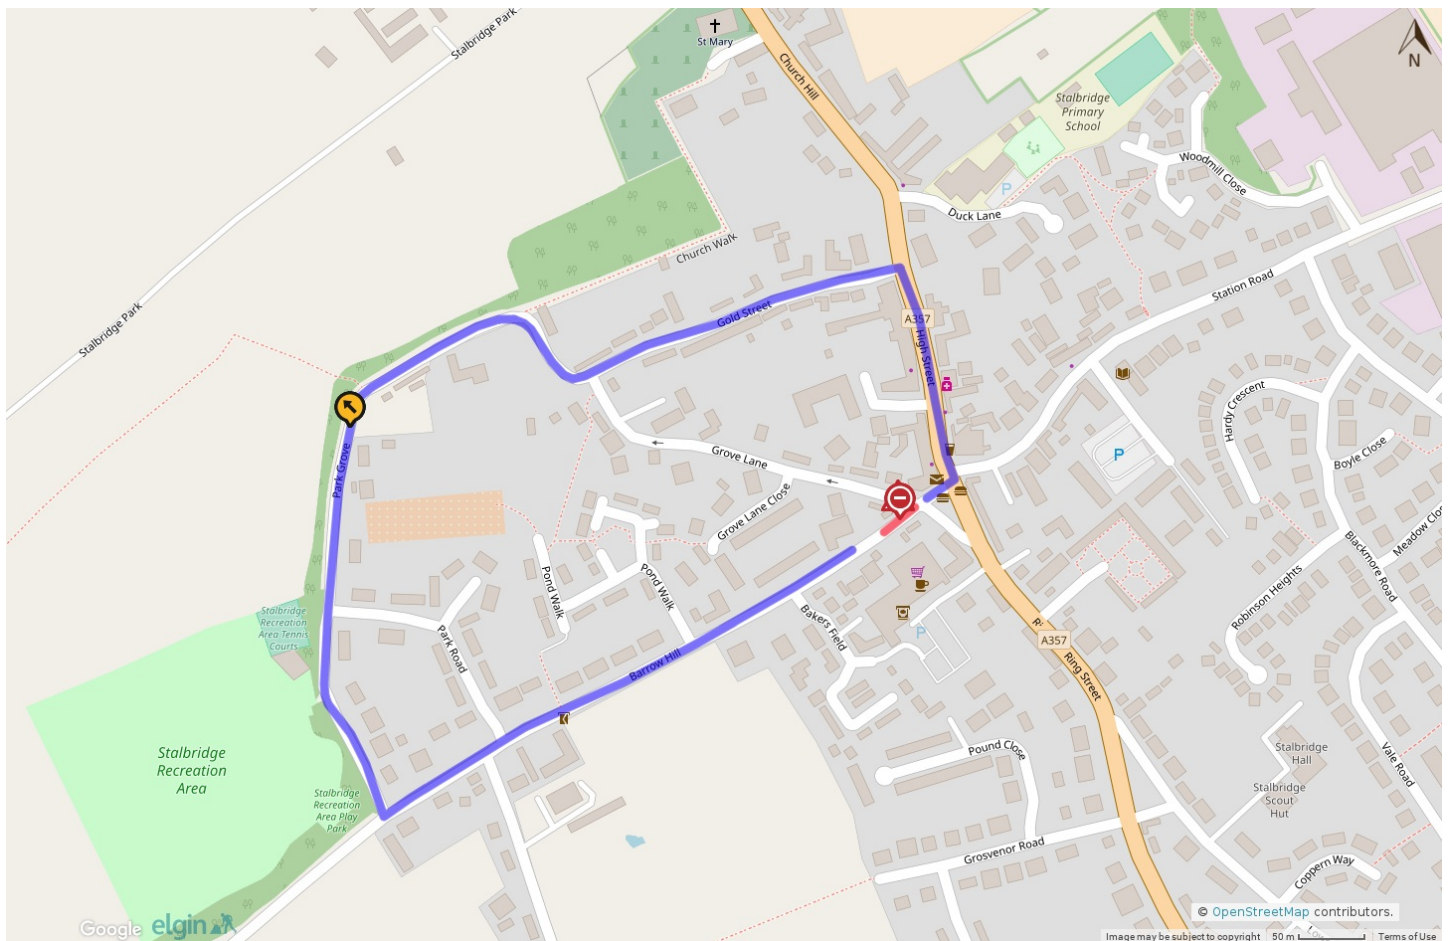 Stalbridge Park
St Mary
Church Hill
N
Stalbridge
Primary
School
P
Woodmill Close
Duck Lane
Church Walk
Stalbridge Park
Station Road
Gold Street
A357
High Street
Hardy Crescent
Boyle Close
P
Park Grove
Grove Lane
Grove Lane Close
Meadow Clo
Blackmore Road
Pond Walk
Pond Walk
Robinson Heights
Stalbridge
Recreation
Area Tennis
Courts
Bakers Field
P
Ri
A357
Park Road
Barrow Hill
Ring Street
Stalbridge
Recreation
Area
Pound Close
Stalbridge
Hall
Vale Road
Stalbridge
Recreation
Area Play
Park
Stalbridge
Scout
Hut
Grosvenor Road
Coppern Way
Google
elgin
© OpenStreetMap contributors.
Low
Image may be subject to copyright
50 m
Terms of Use